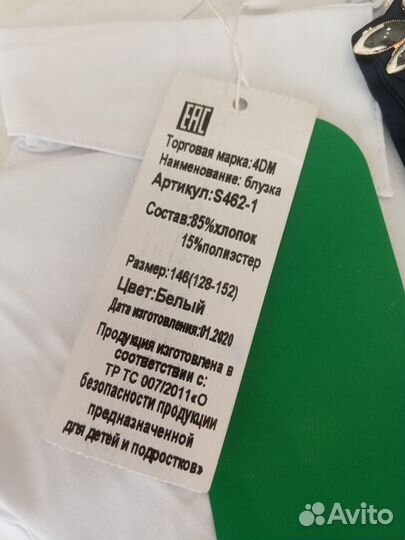 EAC
Торговая марка:4DM
Наименование: блузка
Артикул:S462-1
Состав:85%хлопок
15%полиэстер
Размер:146(128-152)
Цвет:Белый
Дата изготовления:01.2020
Продукция изготовлена в
соответствии с:
ТР ТС 007/2011«О
безопасности продукции
предназначенной
для детей и подростков»
Avito